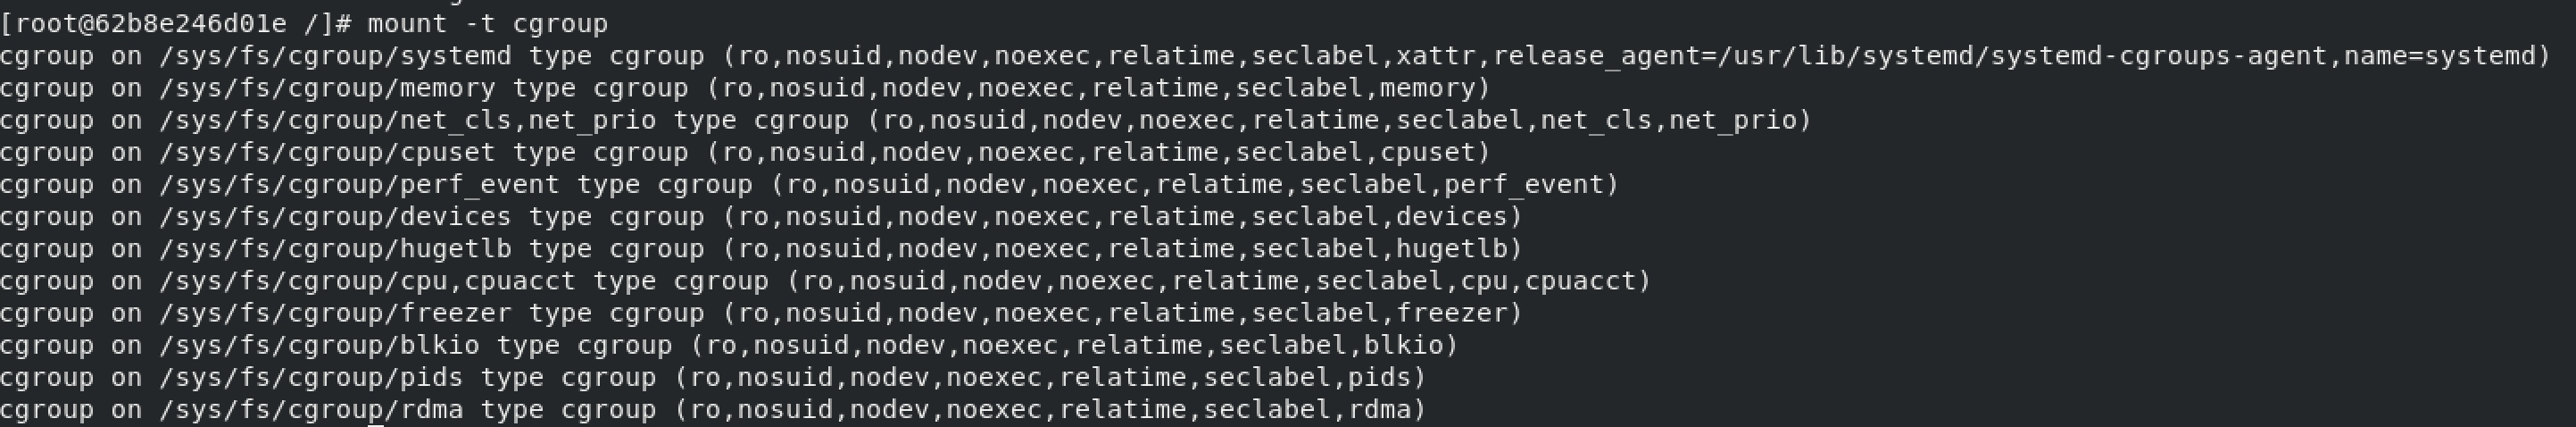 [root@62b8e246d01e /]# mount -t cgroup
cgroup on /sys/fs/cgroup/systemd type cgroup (ro,nosuid,nodev,noexec,relatime,seclabel,xattr,release_agent=/usr/lib/systemd/systemd-cgroups-agent,name=systemd)
cgroup on /sys/fs/cgroup/memory type cgroup (ro,nosuid,nodev,noexec,relatime,seclabel,memory)
cgroup on /sys/fs/cgroup/net_cls,net_prio type cgroup (ro,nosuid,nodev,noexec,relatime,seclabel,net_cls,net_prio)
cgroup on /sys/fs/cgroup/cpuset type cgroup (ro,nosuid,nodev,noexec,relatime,seclabel,cpuset)
cgroup on /sys/fs/cgroup/perf_event type cgroup (ro,nosuid,nodev,noexec,relatime,seclabel,perf_event)
cgroup on /sys/fs/cgroup/devices type cgroup (ro,nosuid,nodev,noexec,relatime,seclabel,devices)
cgroup on /sys/fs/cgroup/hugetlb type cgroup (ro,nosuid,nodev,noexec,relatime,seclabel,hugetlb)
cgroup on /sys/fs/cgroup/cpu,cpuacct type cgroup (ro,nosuid,nodev,noexec,relatime,seclabel,cpu,cpuacct)
cgroup on /sys/fs/cgroup/freezer type cgroup (ro,nosuid,nodev,noexec,relatime,seclabel,freezer)
cgroup on /sys/fs/cgroup/blkio type cgroup (ro,nosuid,nodev,noexec,relatime,seclabel,blkio)
cgroup on /sys/fs/cgroup/pids type cgroup (ro,nosuid,nodev,noexec,relatime,seclabel,pids)
cgroup on /sys/fs/cgroup/rdma type cgroup (ro,nosuid,nodev,noexec,relatime,seclabel,rdma)